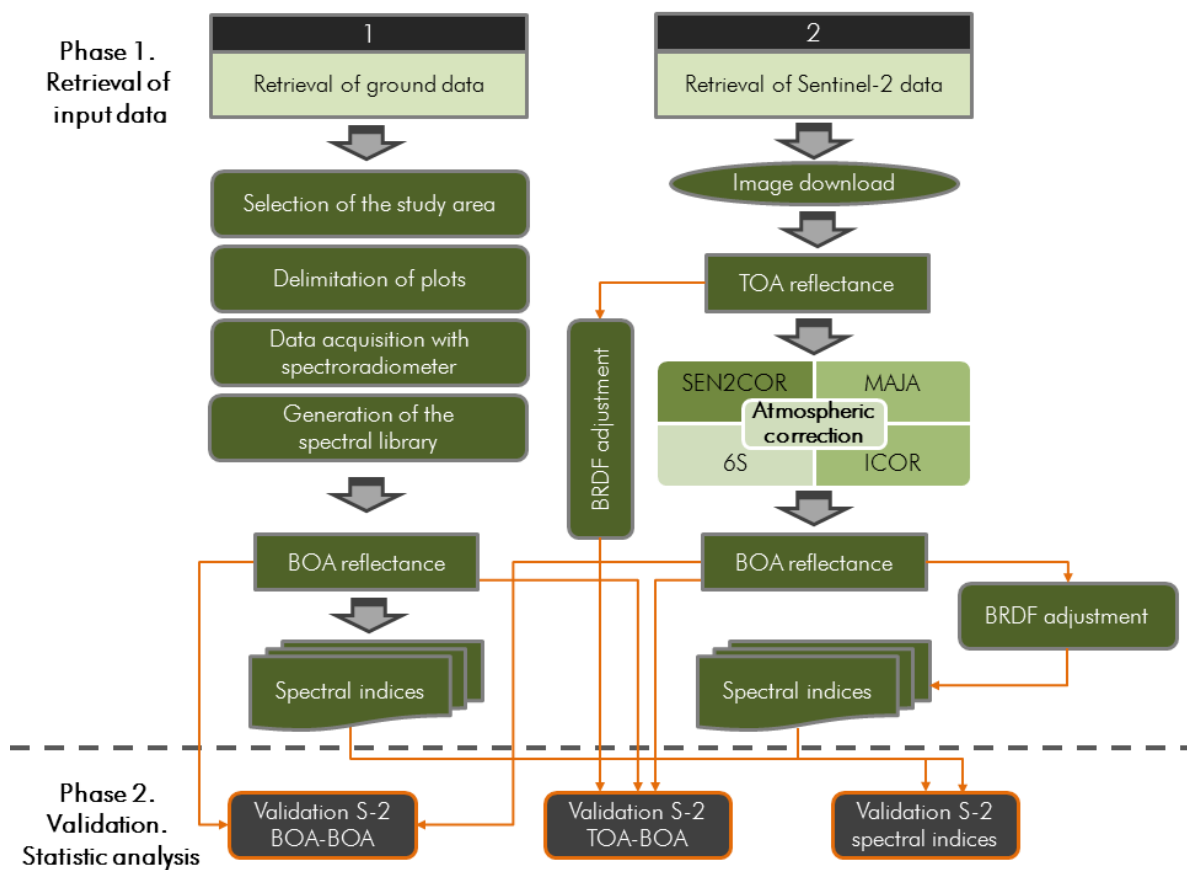 Phase 1.
Retrieval of
input data
1
Retrieval of ground data
Selection of the study area
Delimitation of plots
Data acquisition with
spectroradiometer
Generation of the
spectral library
BOA reflectance
Spectral indices
2
Retrieval of Sentinel-2 data
Image download
TOA reflectance
BRDF adjustment
SEN2COR
MAJA
Atmospheric
correction
6S
ICOR
BOA reflectance
BRDF adjustment
Spectral indices
Phase 2.
Validation.
Statistic analysis
Validation S-2
BOA-BOA
Validation S-2
TOA-BOA
Validation S-2
spectral indices